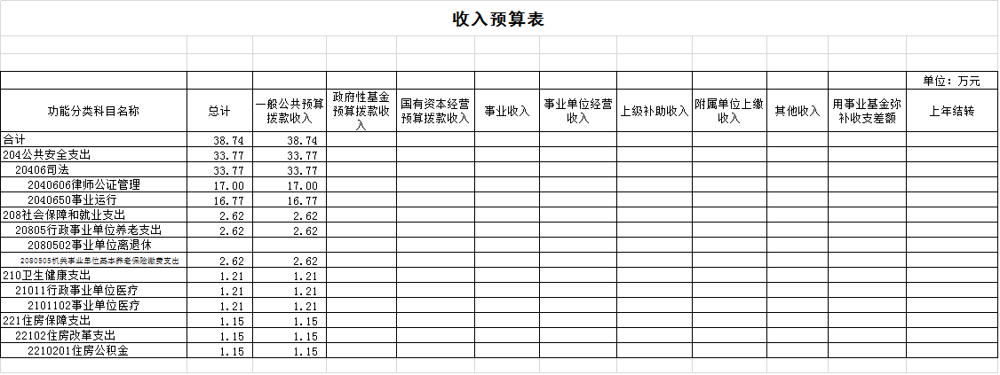 收入预算表
单位：万元
功能分类科目名称 总计 一般公共预算拨款收入 政府性基金预算拨款收入 国有资本经营预算拨款收入 事业收入 事业单位经营收入 上级补助收入 附属单位上缴收入 其他收入 用事业基金弥补收支差额 上年结转
合计 38.74 38.74
204公共安全支出 33.77 33.77
20406司法 33.77 33.77
2040606律师公证管理 17.00 17.00
2040650事业运行 16.77 16.77
208社会保障和就业支出 2.62 2.62
20805行政事业单位养老支出 2.62 2.62
2080502事业单位离退休
2080505机关事业单位基本养老保险缴费支出 2.62 2.62
210卫生健康支出 1.21 1.21
21011行政事业单位医疗 1.21 1.21
2101102事业单位医疗 1.21 1.21
221住房保障支出 1.15 1.15
22102住房改革支出 1.15 1.15
2210201住房公积金 1.15 1.15